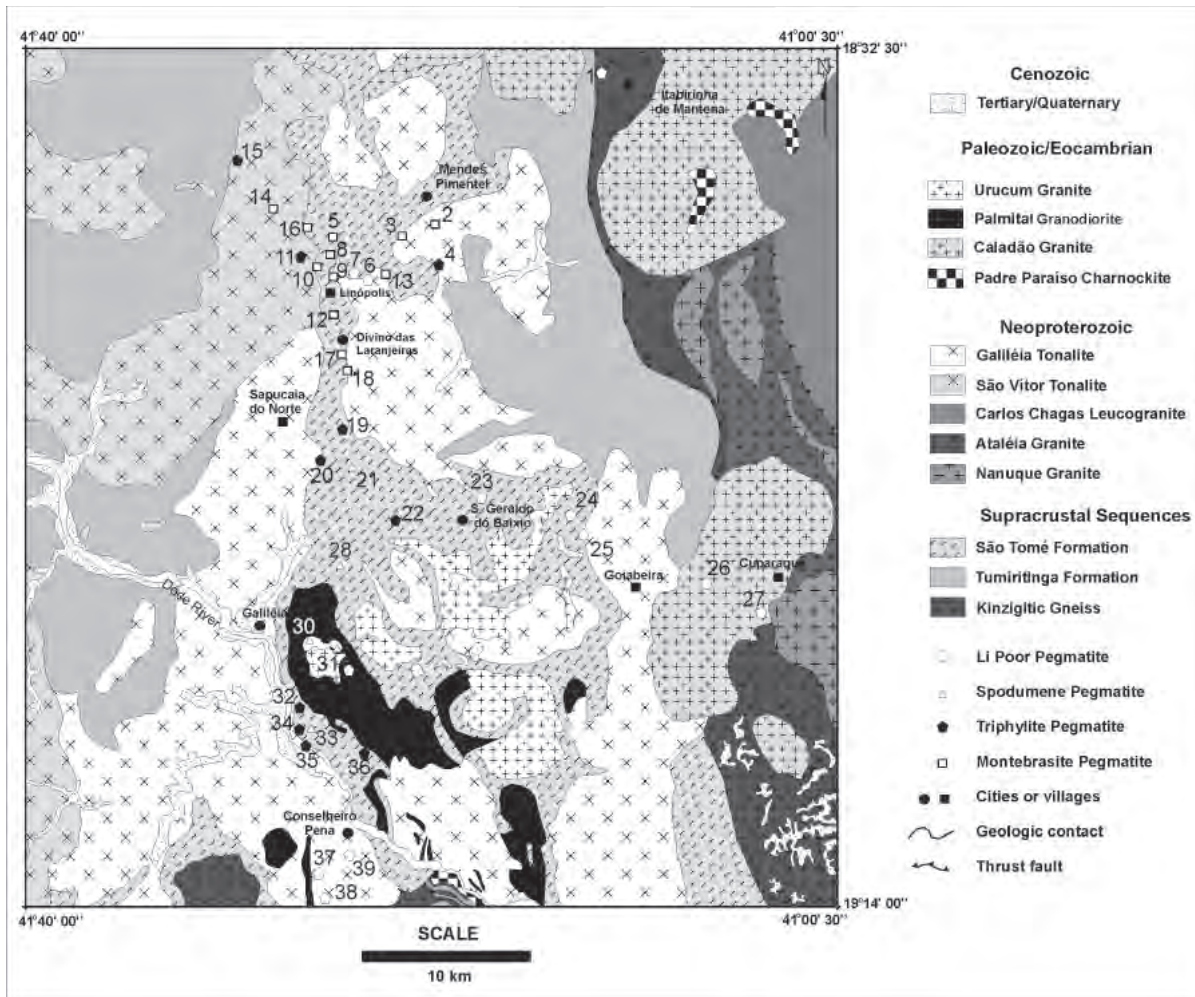 41°40' 00''
41°00' 30''
18°32' 30''
N
1
Itabirinha
de Mantena
15
Mendes
Pimentel
14
2
16
5
3
8
7
4
11
6
10
9
13
Linópolis
12
Divino das
Laranjeiras
17
18
Sapucaia
do Norte
19
20
21
23
24
22
S. Geraldo
do Baixio
25
28
26
Cuparaque
Goiabeira
27
Doce River
Galiléia
30
31
32
34
33
35
36
Conselheiro
Pena
37
39
38
41°40' 00''
41°00' 30''
19°14' 00''
SCALE
10 km
Cenozoic
Tertiary/Quaternary
Paleozoic/Eocambrian
Urucum Granite
Palmital Granodiorite
Caladão Granite
Padre Paraíso Charnockite
Neoproterozoic
Galiléia Tonalite
São Vitor Tonalite
Carlos Chagas Leucogranite
Ataléia Granite
Nanuque Granite
Supracrustal Sequences
São Tomé Formation
Tumiritinga Formation
Kinzigitic Gneiss
Li Poor Pegmatite
Spodumene Pegmatite
Triphylite Pegmatite
Montebrasite Pegmatite
Cities or villages
Geologic contact
Thrust fault